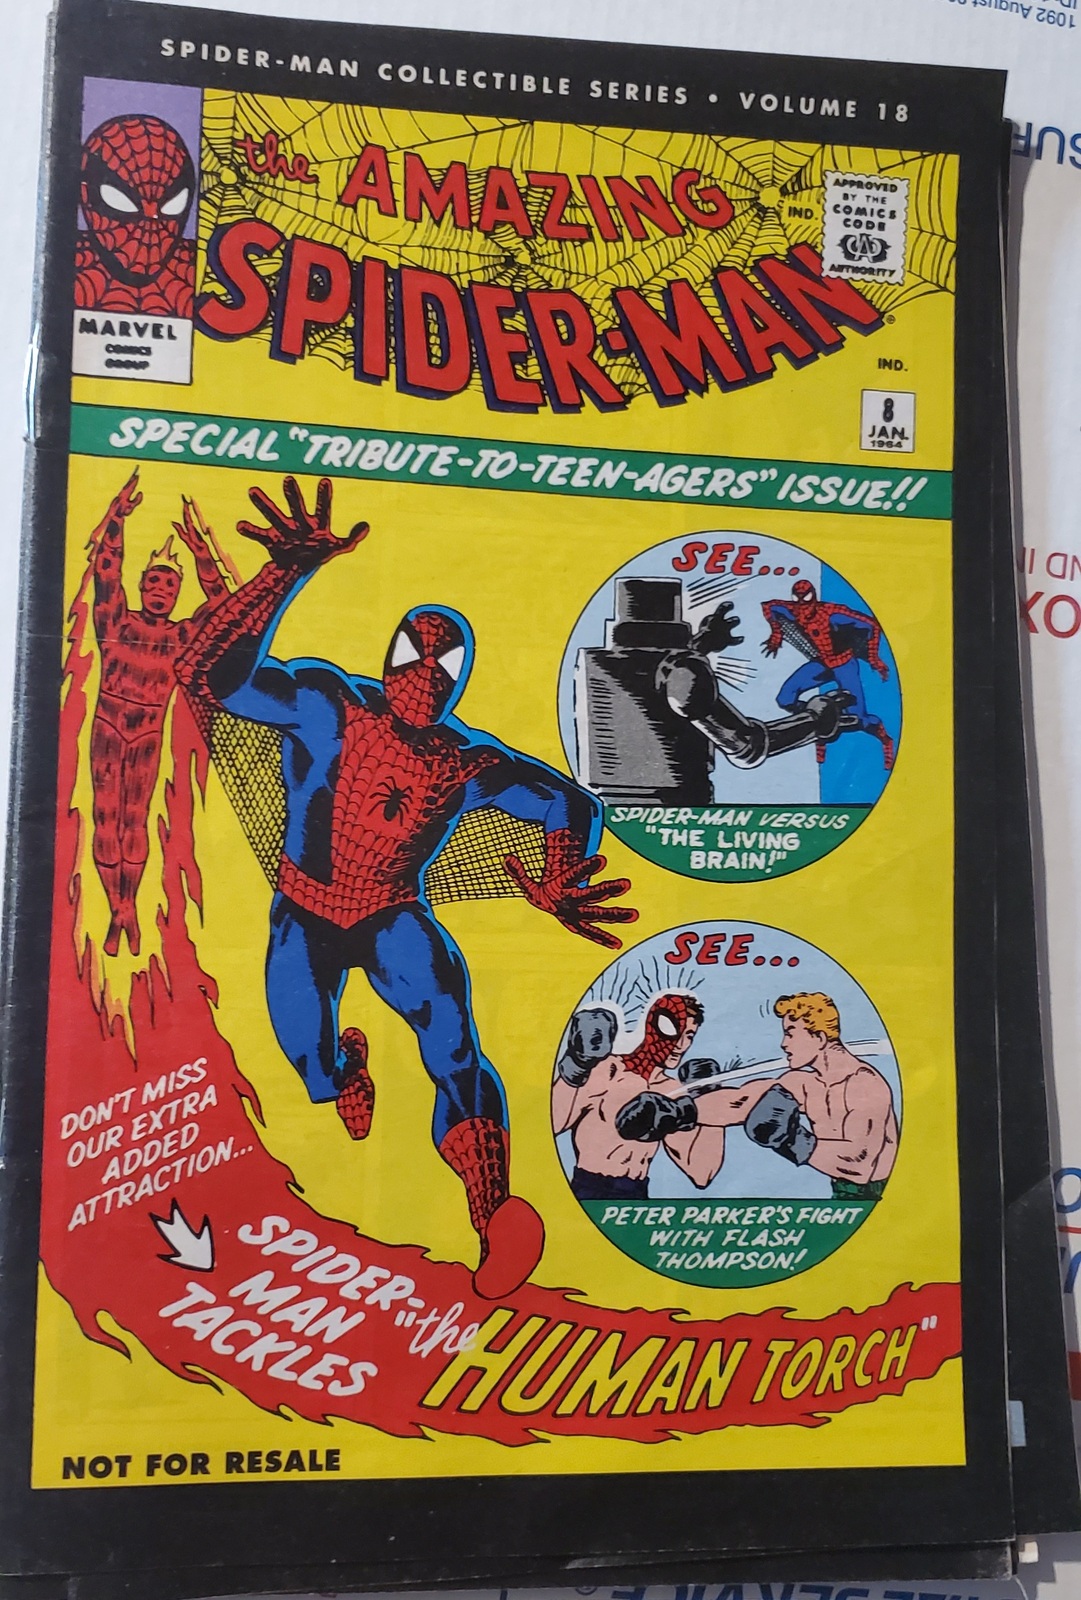 SPIDER-MAN COLLECTIBLE SERIES • VOLUME 18
the AMAZING
SPIDER-MAN®
IND.
APPROVED
BY THE
COMICS
CODE
CA
AUTHORITY
MARVEL
COMICS
GROUP
IND.
8
JAN.
1964
SPECIAL "TRIBUTE-TO-TEEN-AGERS" ISSUE!!
SEE...
SPIDER-MAN VERSUS
"THE LIVING
BRAIN!"
SEE...
PETER PARKER'S FIGHT
WITH FLASH
THOMPSON!
DON'T MISS
OUR EXTRA
ADDED
ATTRACTION...
SPIDER-
MAN
TACKLES
"the HUMAN TORCH"
NOT FOR RESALE
1092 August